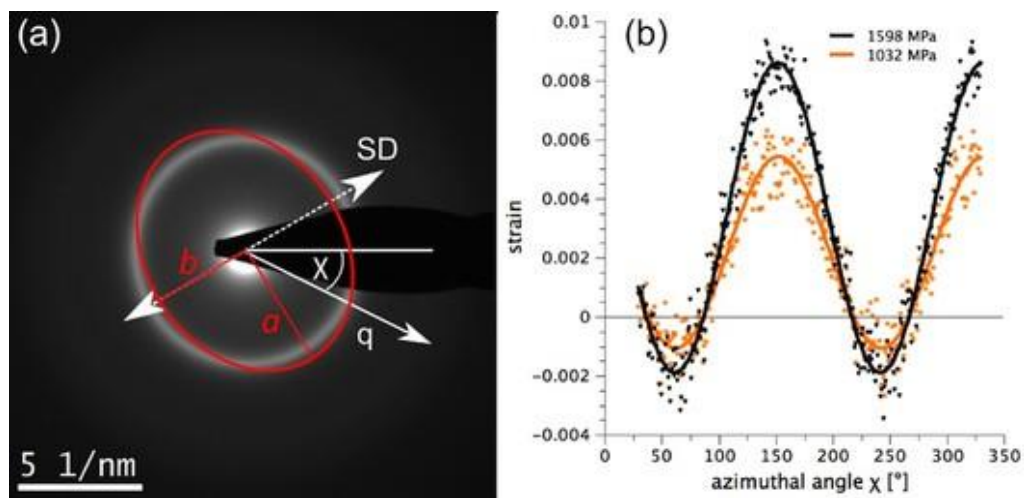 (a)
SD
b
χ
a
q
5 1/nm
(b)
1598 MPa
1032 MPa
0.01
0.008
0.006
0.004
0.002
0
−0.002
−0.004
strain
0 50 100 150 200 250 300 350
azimuthal angle χ [°]